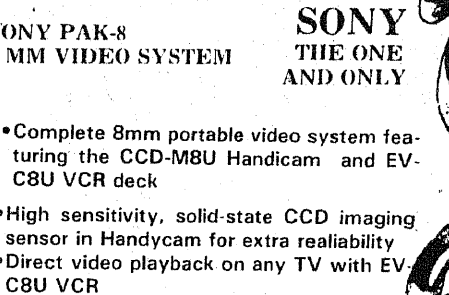 ONY PAK-8
MM VIDEO SYSTEM
SONY
THE ONE
AND ONLY
•Complete 8mm portable video system fea-
turing the CCD-M8U Handicam and EV-
C8U VCR deck
•High sensitivity, solid-state CCD imaging
sensor in Handycam for extra realiability
•Direct video playback on any TV with EV-
C8U VCR